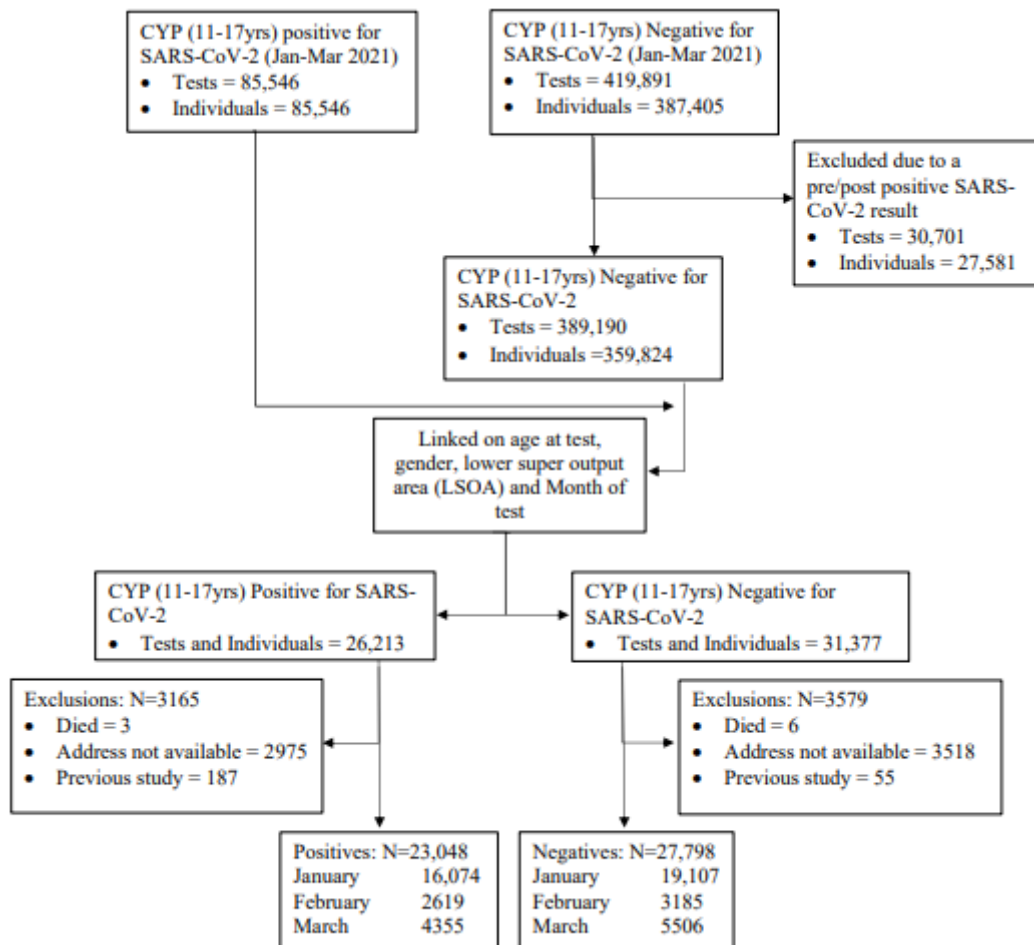 CYP (11-17yrs) positive for
SARS-CoV-2 (Jan-Mar 2021)
• Tests = 85,546
• Individuals = 85,546
CYP (11-17yrs) Negative for
SARS-CoV-2 (Jan-Mar 2021)
• Tests = 419,891
• Individuals = 387,405
Excluded due to a
pre/post positive SARS-
CoV-2 result
• Tests = 30,701
• Individuals = 27,581
CYP (11-17yrs) Negative for
SARS-CoV-2
• Tests = 389,190
• Individuals =359,824
Linked on age at test,
gender, lower super output
area (LSOA) and Month of
test
CYP (11-17yrs) Positive for SARS-
CoV-2
• Tests and Individuals = 26,213
CYP (11-17yrs) Negative for
SARS-CoV-2
• Tests and Individuals = 31,377
Exclusions: N=3165
• Died = 3
• Address not available = 2975
• Previous study = 187
Exclusions: N=3579
• Died = 6
• Address not available = 3518
• Previous study = 55
Positives: N=23,048
January 16,074
February 2619
March 4355
Negatives: N=27,798
January 19,107
February 3185
March 5506